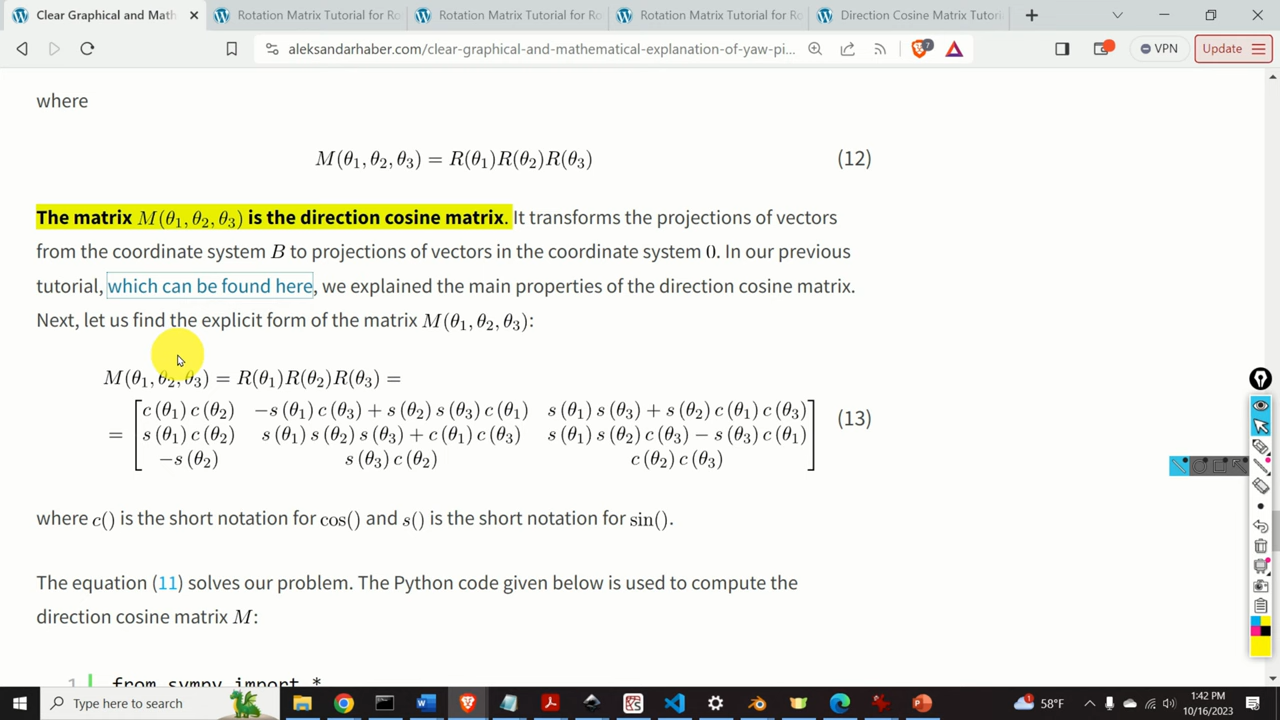 Clear Graphical and Math
Rotation Matrix Tutorial for Ro
Rotation Matrix Tutorial for Ro
Rotation Matrix Tutorial for Ro
Direction Cosine Matrix Tutori
aleksandarhaber.com/clear-graphical-and-mathematical-explanation-of-yaw-pi...
7
VPN
Update
where
M(θ₁, θ₂, θ₃) = R(θ₁)R(θ₂)R(θ₃) (12)
The matrix M(θ₁, θ₂, θ₃) is the direction cosine matrix. It transforms the projections of vectors
from the coordinate system B to projections of vectors in the coordinate system 0. In our previous
tutorial, which can be found here, we explained the main properties of the direction cosine matrix.
Next, let us find the explicit form of the matrix M(θ₁, θ₂, θ₃):
M(θ₁, θ₂, θ₃) = R(θ₁)R(θ₂)R(θ₃) =
c (θ₁) c (θ₂) −s (θ₁) c (θ₃) + s (θ₂) s (θ₃) c (θ₁) s (θ₁) s (θ₃) + s (θ₂) c (θ₁) c (θ₃)
= s (θ₁) c (θ₂) s (θ₁) s (θ₂) s (θ₃) + c (θ₁) c (θ₃) s (θ₁) s (θ₂) c (θ₃) − s (θ₃) c (θ₁) (13)
−s (θ₂) s (θ₃) c (θ₂) c (θ₂) c (θ₃)
where c() is the short notation for cos() and s() is the short notation for sin().
The equation (11) solves our problem. The Python code given below is used to compute the
direction cosine matrix M:
1 from sympy import *
Type here to search
1
58°F
1:42 PM
10/16/2023